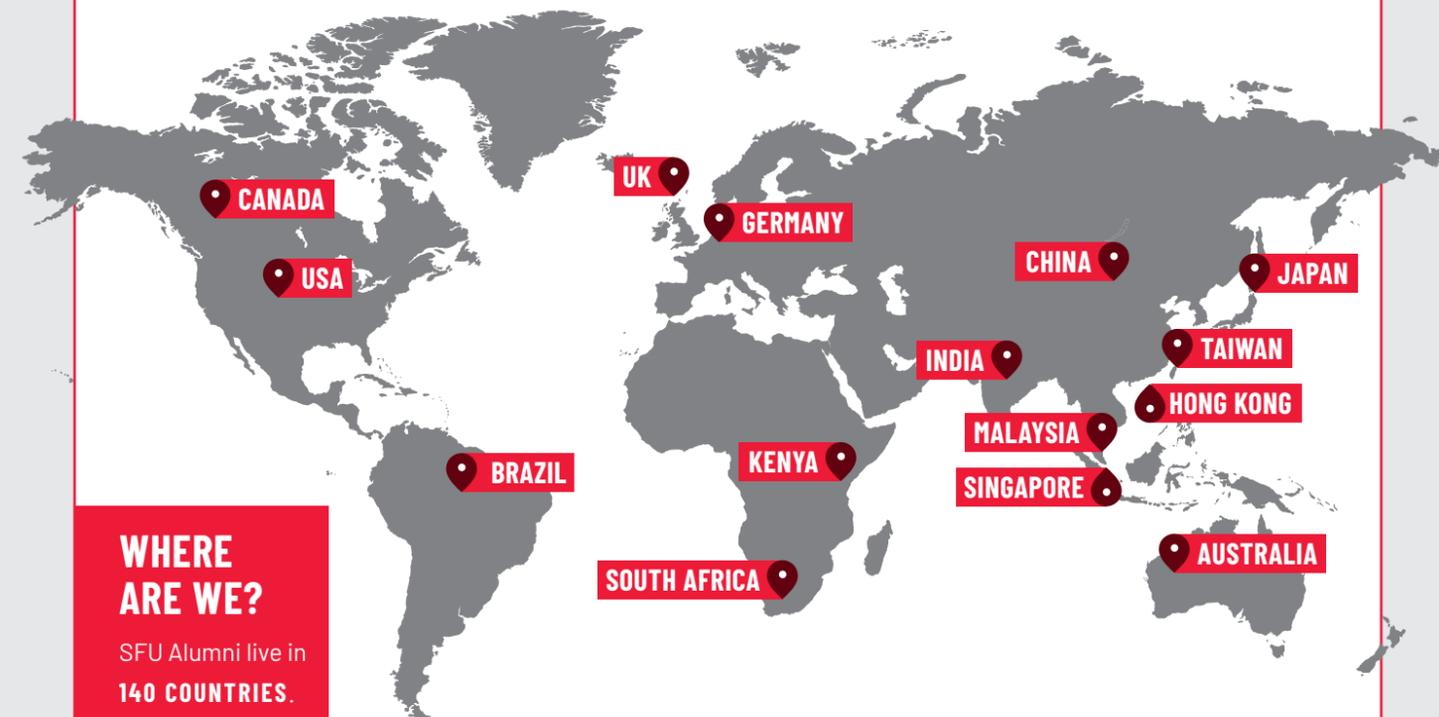 UK
CANADA
GERMANY
CHINA
JAPAN
USA
TAIWAN
INDIA
HONG KONG
MALAYSIA
KENYA
BRAZIL
SINGAPORE
AUSTRALIA
SOUTH AFRICA
WHERE
ARE WE?
SFU Alumni live in
140 COUNTRIES.